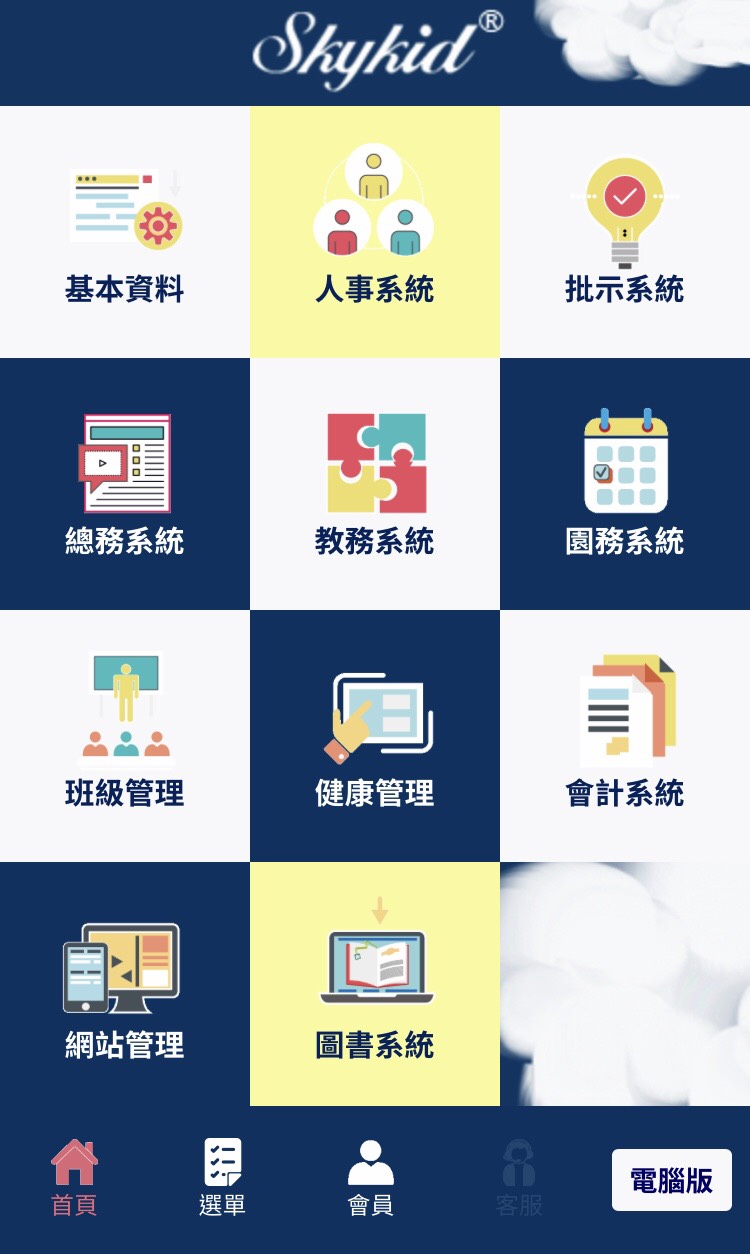 Skykid®
基本資料
人事系統
批示系統
總務系統
教務系統
園務系統
班級管理
健康管理
會計系統
網站管理
圖書系統
首頁
選單
會員
客服
電腦版